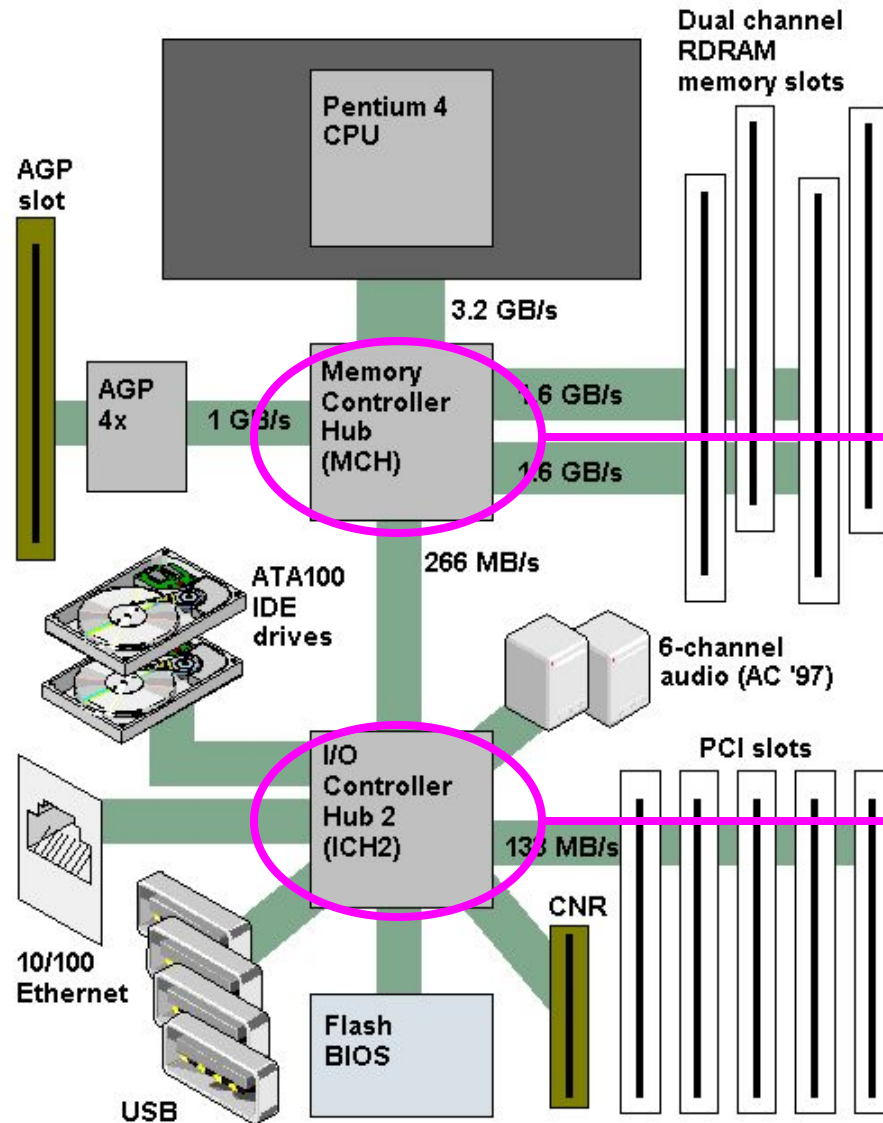 Dual channel
RDRAM
memory slots
Pentium 4
CPU
AGP
slot
3.2 GB/s
AGP
4x
1 GB/s
Memory
Controller
Hub
(MCH)
1.6 GB/s
1.6 GB/s
266 MB/s
ATA100
IDE
drives
6-channel
audio (AC '97)
I/O
Controller
Hub 2
(ICH2)
PCI slots
133 MB/s
CNR
10/100
Ethernet
Flash
BIOS
USB